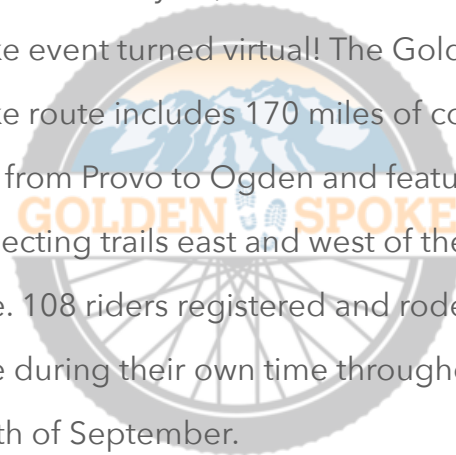 ke event turned virtual! The Gold
ke route includes 170 miles of co
from Provo to Ogden and featu
GOLDEN SPOKE
ecting trails east and west of the
e. 108 riders registered and rode
e during their own time through
th of September.